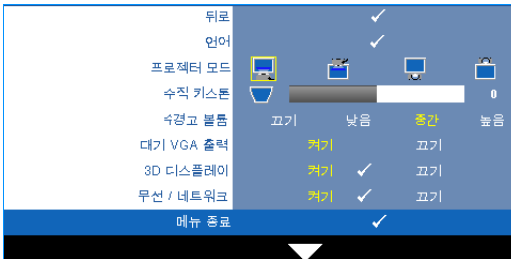 뒤로
언어
프로젝터 모드
수직 키스톤 0
경고 볼륨 끄기 낮음 중간 높음
대기 VGA 출력 켜기 끄기
3D 디스플레이 켜기 끄기
무선 / 네트워크 켜기 끄기
메뉴 종료